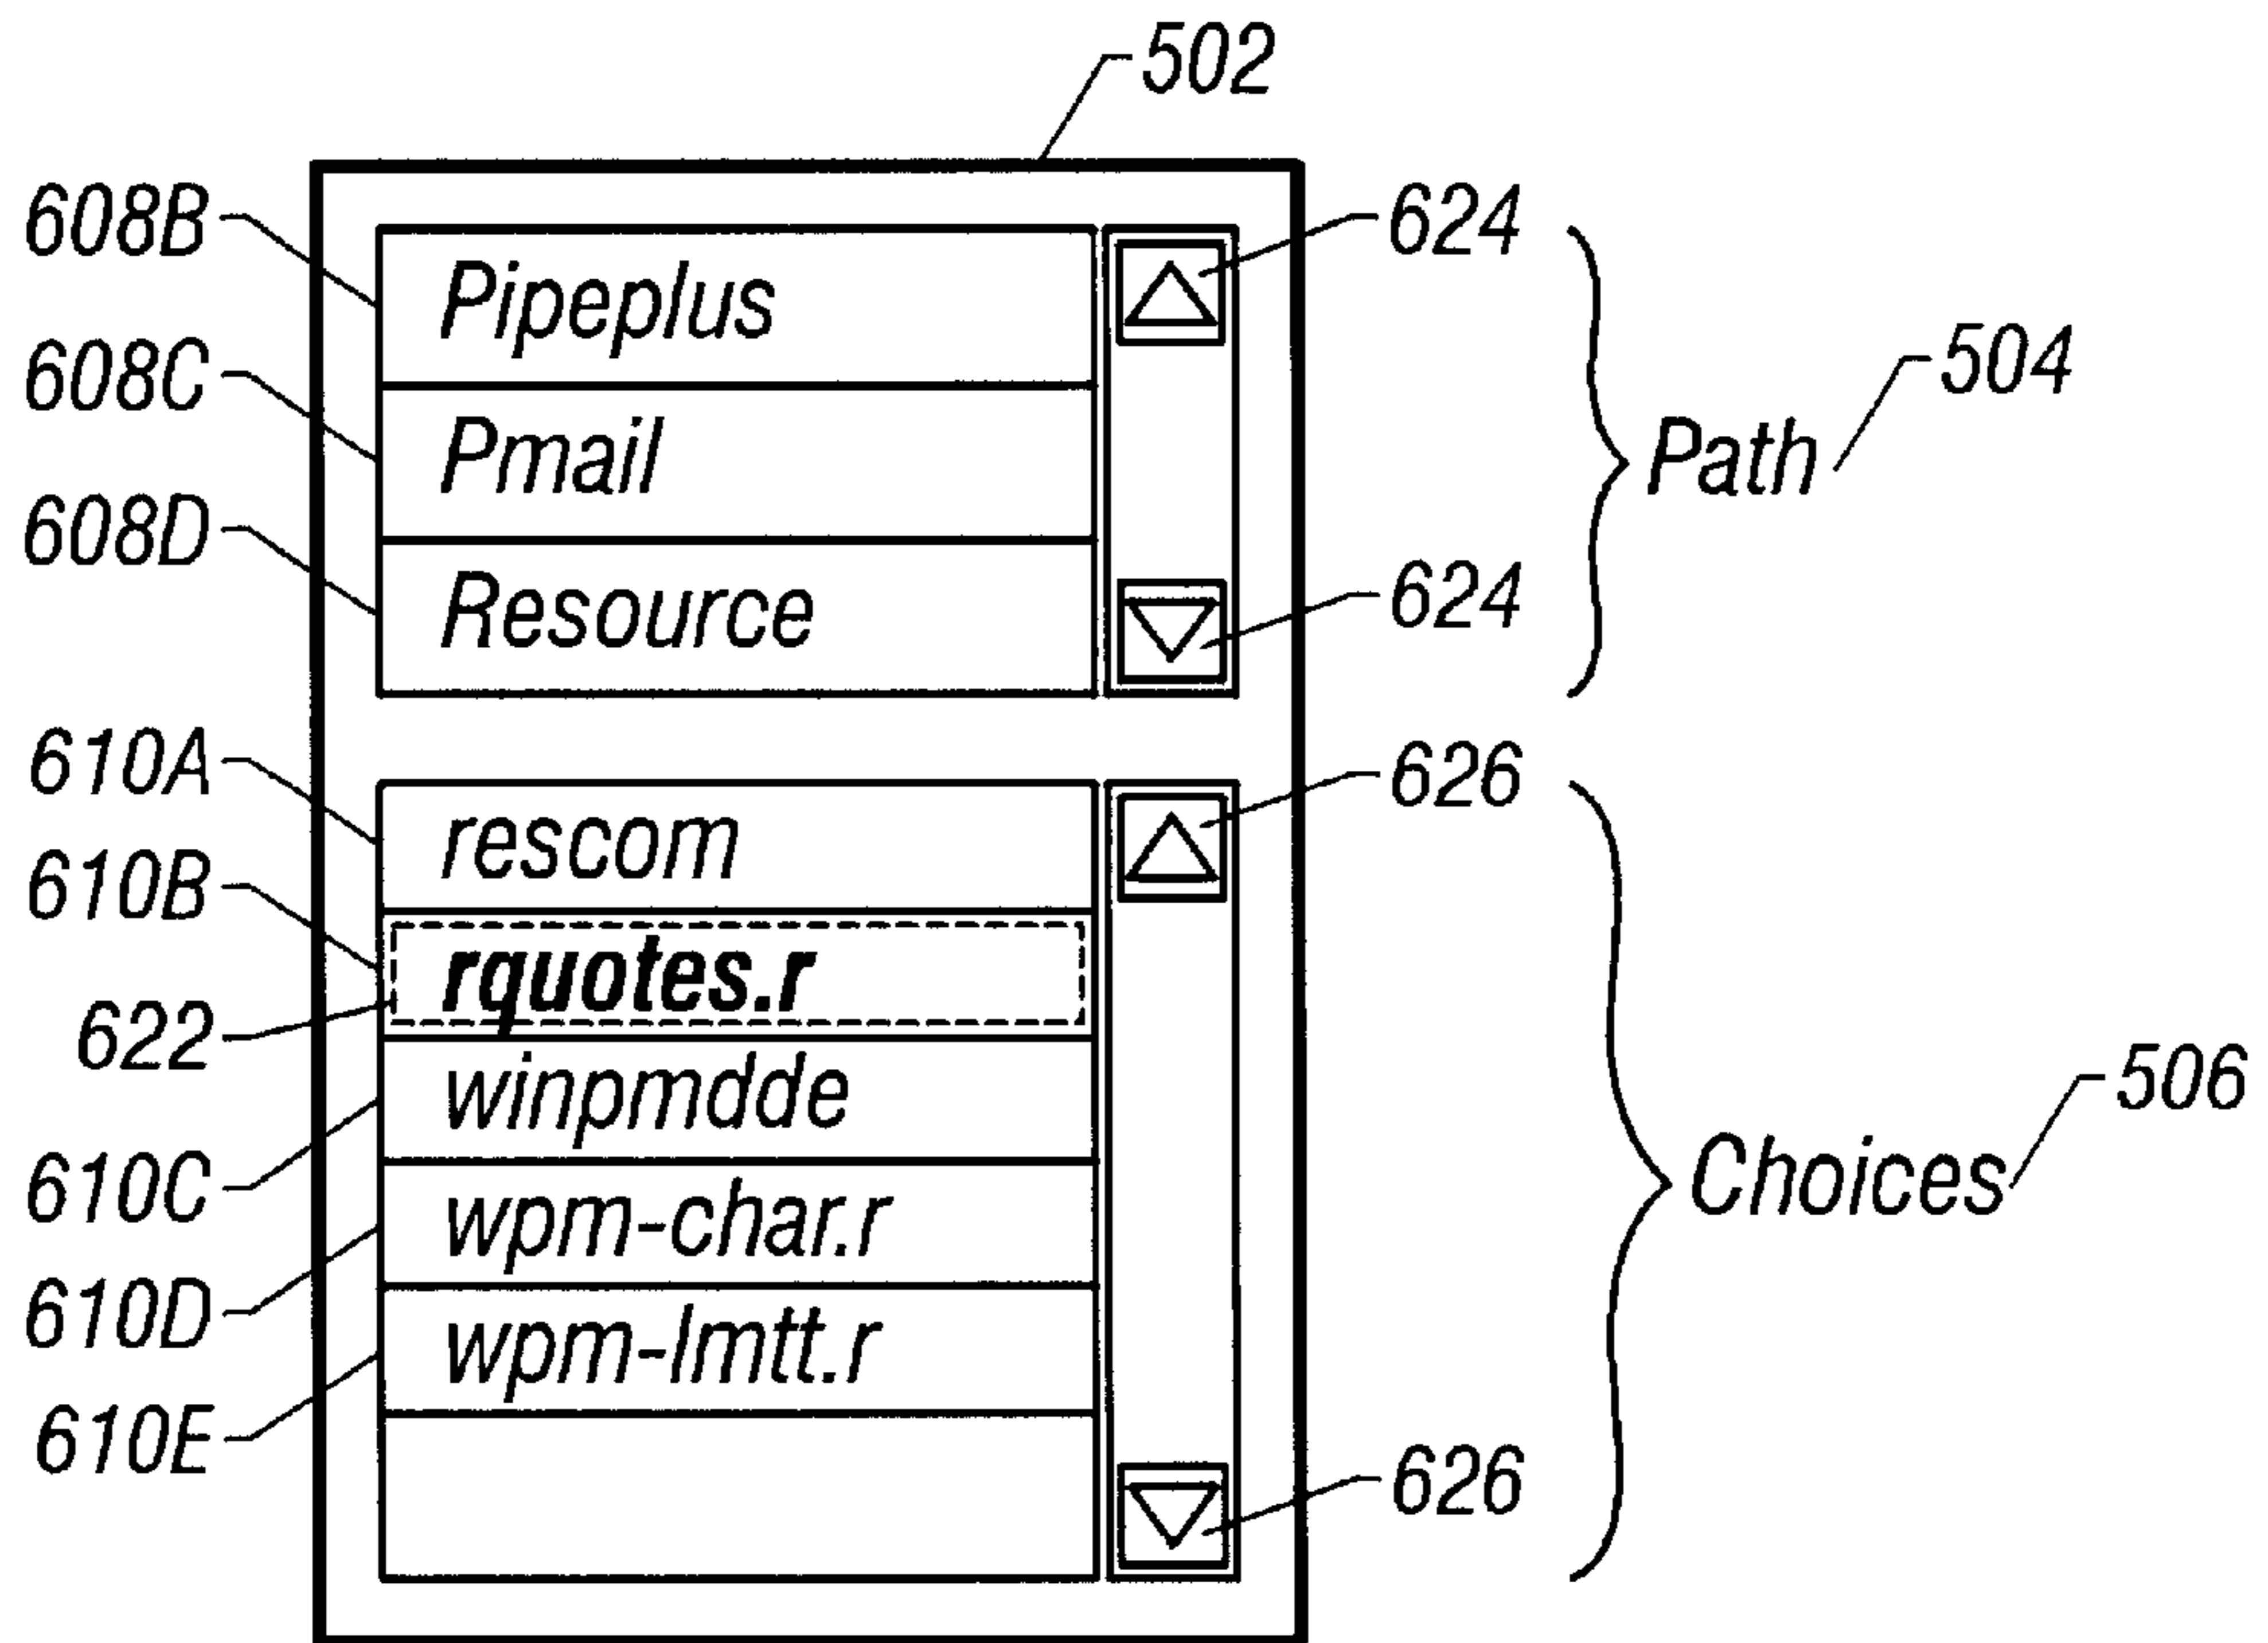 502
608B
Pipeplus
624
608C
Pmail
Path
504
608D
Resource
624
610A
rescom
626
610B
rquotes.r
622
winpmdde
610C
wpm-char.r
Choices
506
610D
wpm-lmtt.r
610E
626